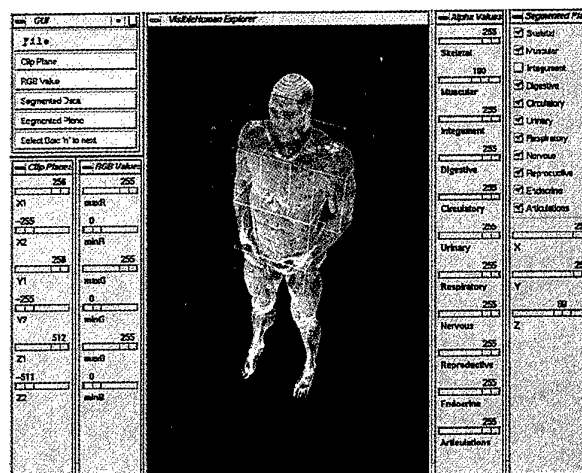 GUI
File
Clip Plane
RGB Value
Segmented Data
Segmented Plane
Select Box: 'n' to next
Clip Plane
256
X1
-255
X2
256
Y1
-255
Y2
512
Z1
-511
Z2
RGB Value
255
maxR
0
minR
255
maxG
0
minG
255
maxB
0
minB
VisibleHuman Explorer
Alpha Values
255
Skeletal
180
Muscular
255
Integument
255
Digestive
255
Circulatory
255
Urinary
255
Respiratory
255
Nervous
255
Reproductive
255
Endocrine
255
Articulations
Segmented
Skeletal
Muscular
Integument
Digestive
Circulatory
Urinary
Respiratory
Nervous
Reproductive
Endocrine
Articulations
X
Y
Z